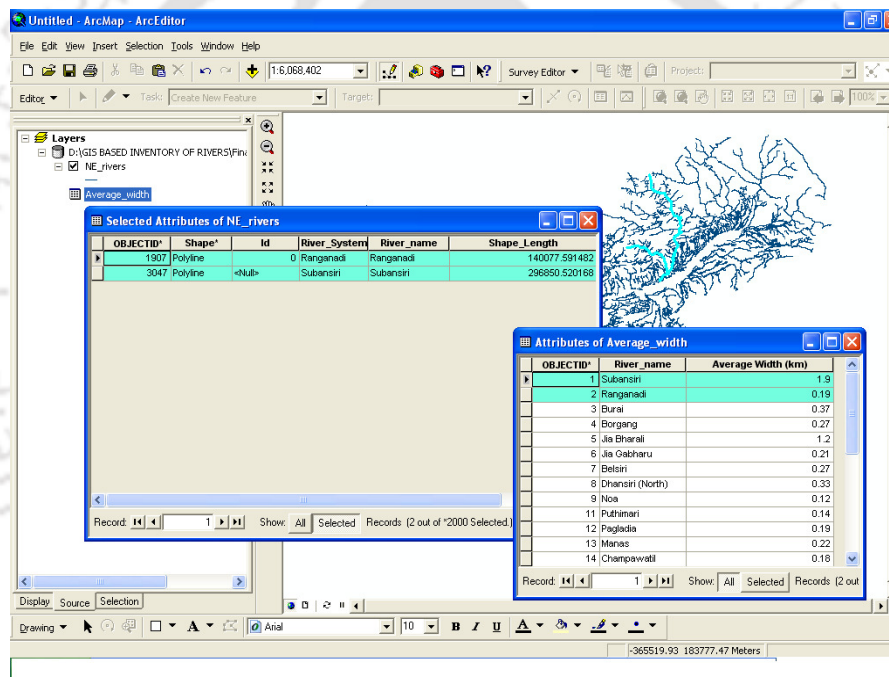 Untitled - ArcMap - ArcEditor
File Edit View Insert Selection Tools Window Help
1:6,068,402 Survey Editor Project:
Editor Task: Create New Feature Target: 100%
Layers
D:\GIS BASED INVENTORY OF RIVERS\Fina
NE_rivers
Average_width
Selected Attributes of NE_rivers
OBJECTID* Shape* Id River_System River_name Shape_Length
1907 Polyline 0 Ranganadi Ranganadi 140077.591482
3047 Polyline <Null> Subansiri Subansiri 296850.520168
Record: 1 Show: All Selected Records (2 out of *2000 Selected.)
Attributes of Average_width
OBJECTID* River_name Average Width (km)
1 Subansiri 1.9
2 Ranganadi 0.19
3 Burai 0.37
4 Borgang 0.27
5 Jia Bharali 1.2
6 Jia Gabharu 0.21
7 Belsiri 0.27
8 Dhansiri (North) 0.33
9 Noa 0.12
11 Puthimari 0.14
12 Pagladia 0.19
13 Manas 0.22
14 Champawatil 0.18
Record: 1 Show: All Selected Records (2 out
Display Source Selection
Drawing A Arial 10 B I U A
-365519.93 183777.47 Meters